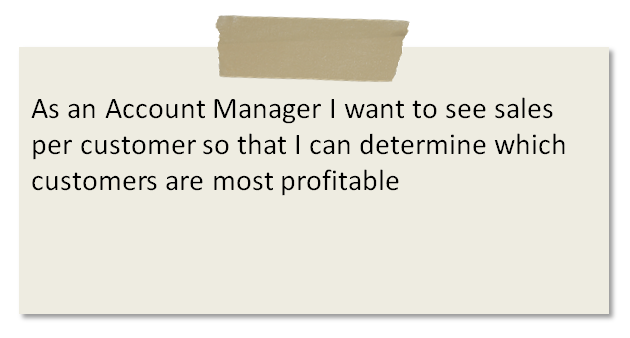 As an Account Manager I want to see sales
per customer so that I can determine which
customers are most profitable